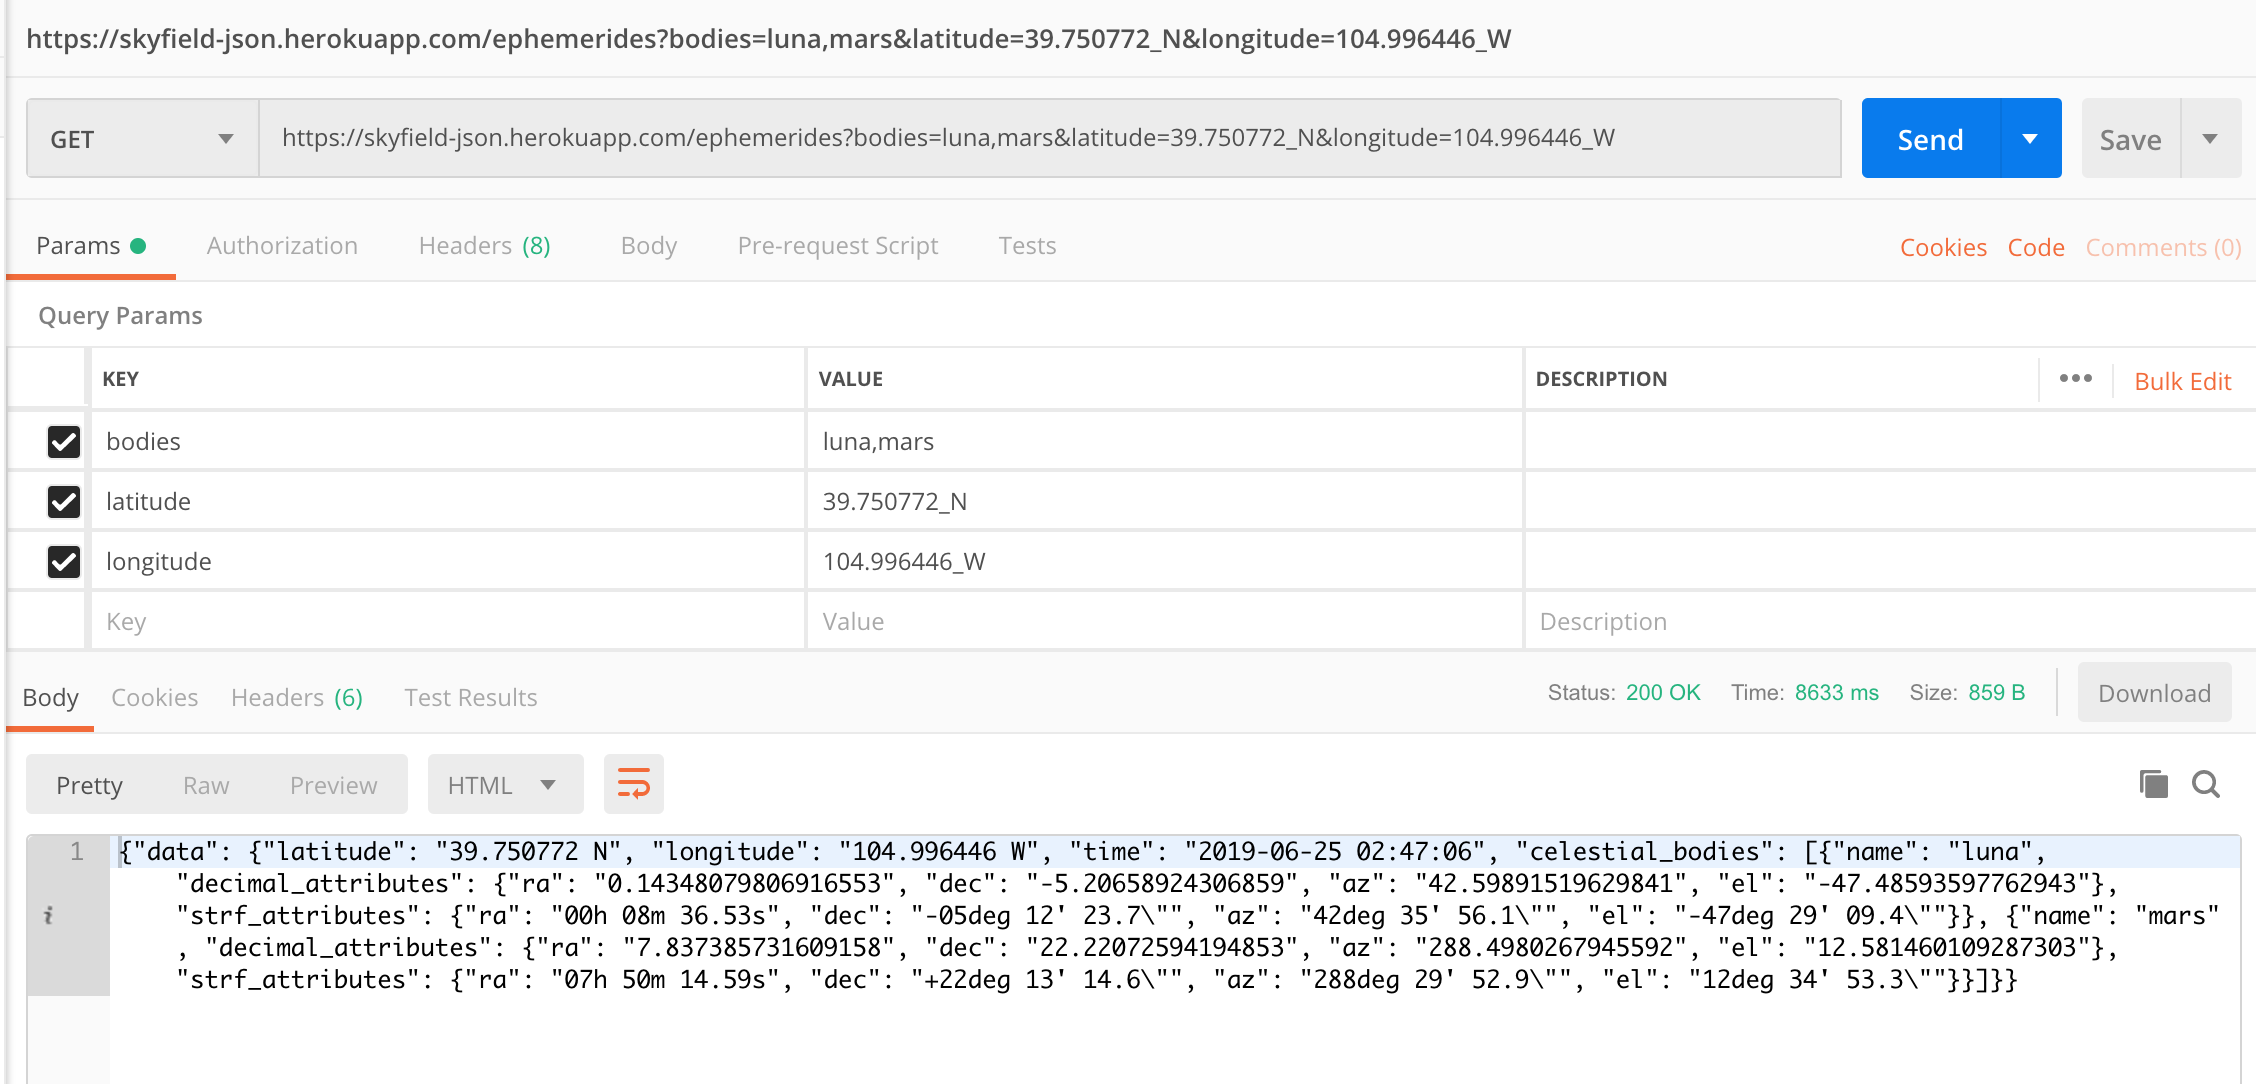 https://skyfield-json.herokuapp.com/ephemerides?bodies=luna,mars&latitude=39.750772_N&longitude=104.996446_W
GET https://skyfield-json.herokuapp.com/ephemerides?bodies=luna,mars&latitude=39.750772_N&longitude=104.996446_W Send Save
Params Authorization Headers (8) Body Pre-request Script Tests Cookies Code Comments (0)
Query Params
KEY VALUE DESCRIPTION ••• Bulk Edit
bodies luna,mars
latitude 39.750772_N
longitude 104.996446_W
Key Value Description
Body Cookies Headers (6) Test Results Status: 200 OK Time: 8633 ms Size: 859 B Download
Pretty Raw Preview HTML
1 {"data": {"latitude": "39.750772 N", "longitude": "104.996446 W", "time": "2019-06-25 02:47:06", "celestial_bodies": [{"name": "luna",
"decimal_attributes": {"ra": "0.14348079806916553", "dec": "-5.20658924306859", "az": "42.59891519629841", "el": "-47.48593597762943"},
i "strf_attributes": {"ra": "00h 08m 36.53s", "dec": "-05deg 12' 23.7\"", "az": "42deg 35' 56.1\"", "el": "-47deg 29' 09.4\""}}, {"name": "mars"
, "decimal_attributes": {"ra": "7.837385731609158", "dec": "22.22072594194853", "az": "288.4980267945592", "el": "12.581460109287303"},
"strf_attributes": {"ra": "07h 50m 14.59s", "dec": "+22deg 13' 14.6\"", "az": "288deg 29' 52.9\"", "el": "12deg 34' 53.3\""}}]}}